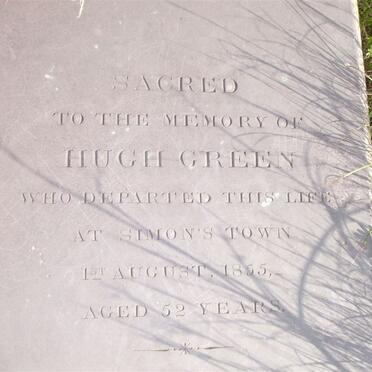 SACRED
TO THE MEMORY OF
HUGH GREEN
WHO DEPARTED THIS LIFE
AT SIMON'S TOWN
1ST AUGUST, 1855,
AGED 52 YEARS.